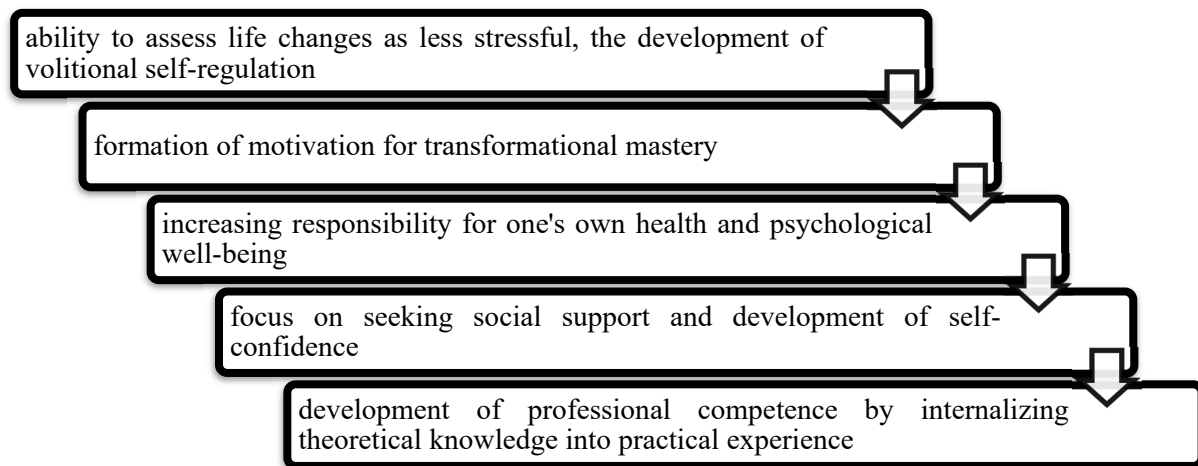 ability to assess life changes as less stressful, the development of
volitional self-regulation
formation of motivation for transformational mastery
increasing responsibility for one's own health and psychological
well-being
focus on seeking social support and development of self-
confidence
development of professional competence by internalizing
theoretical knowledge into practical experience